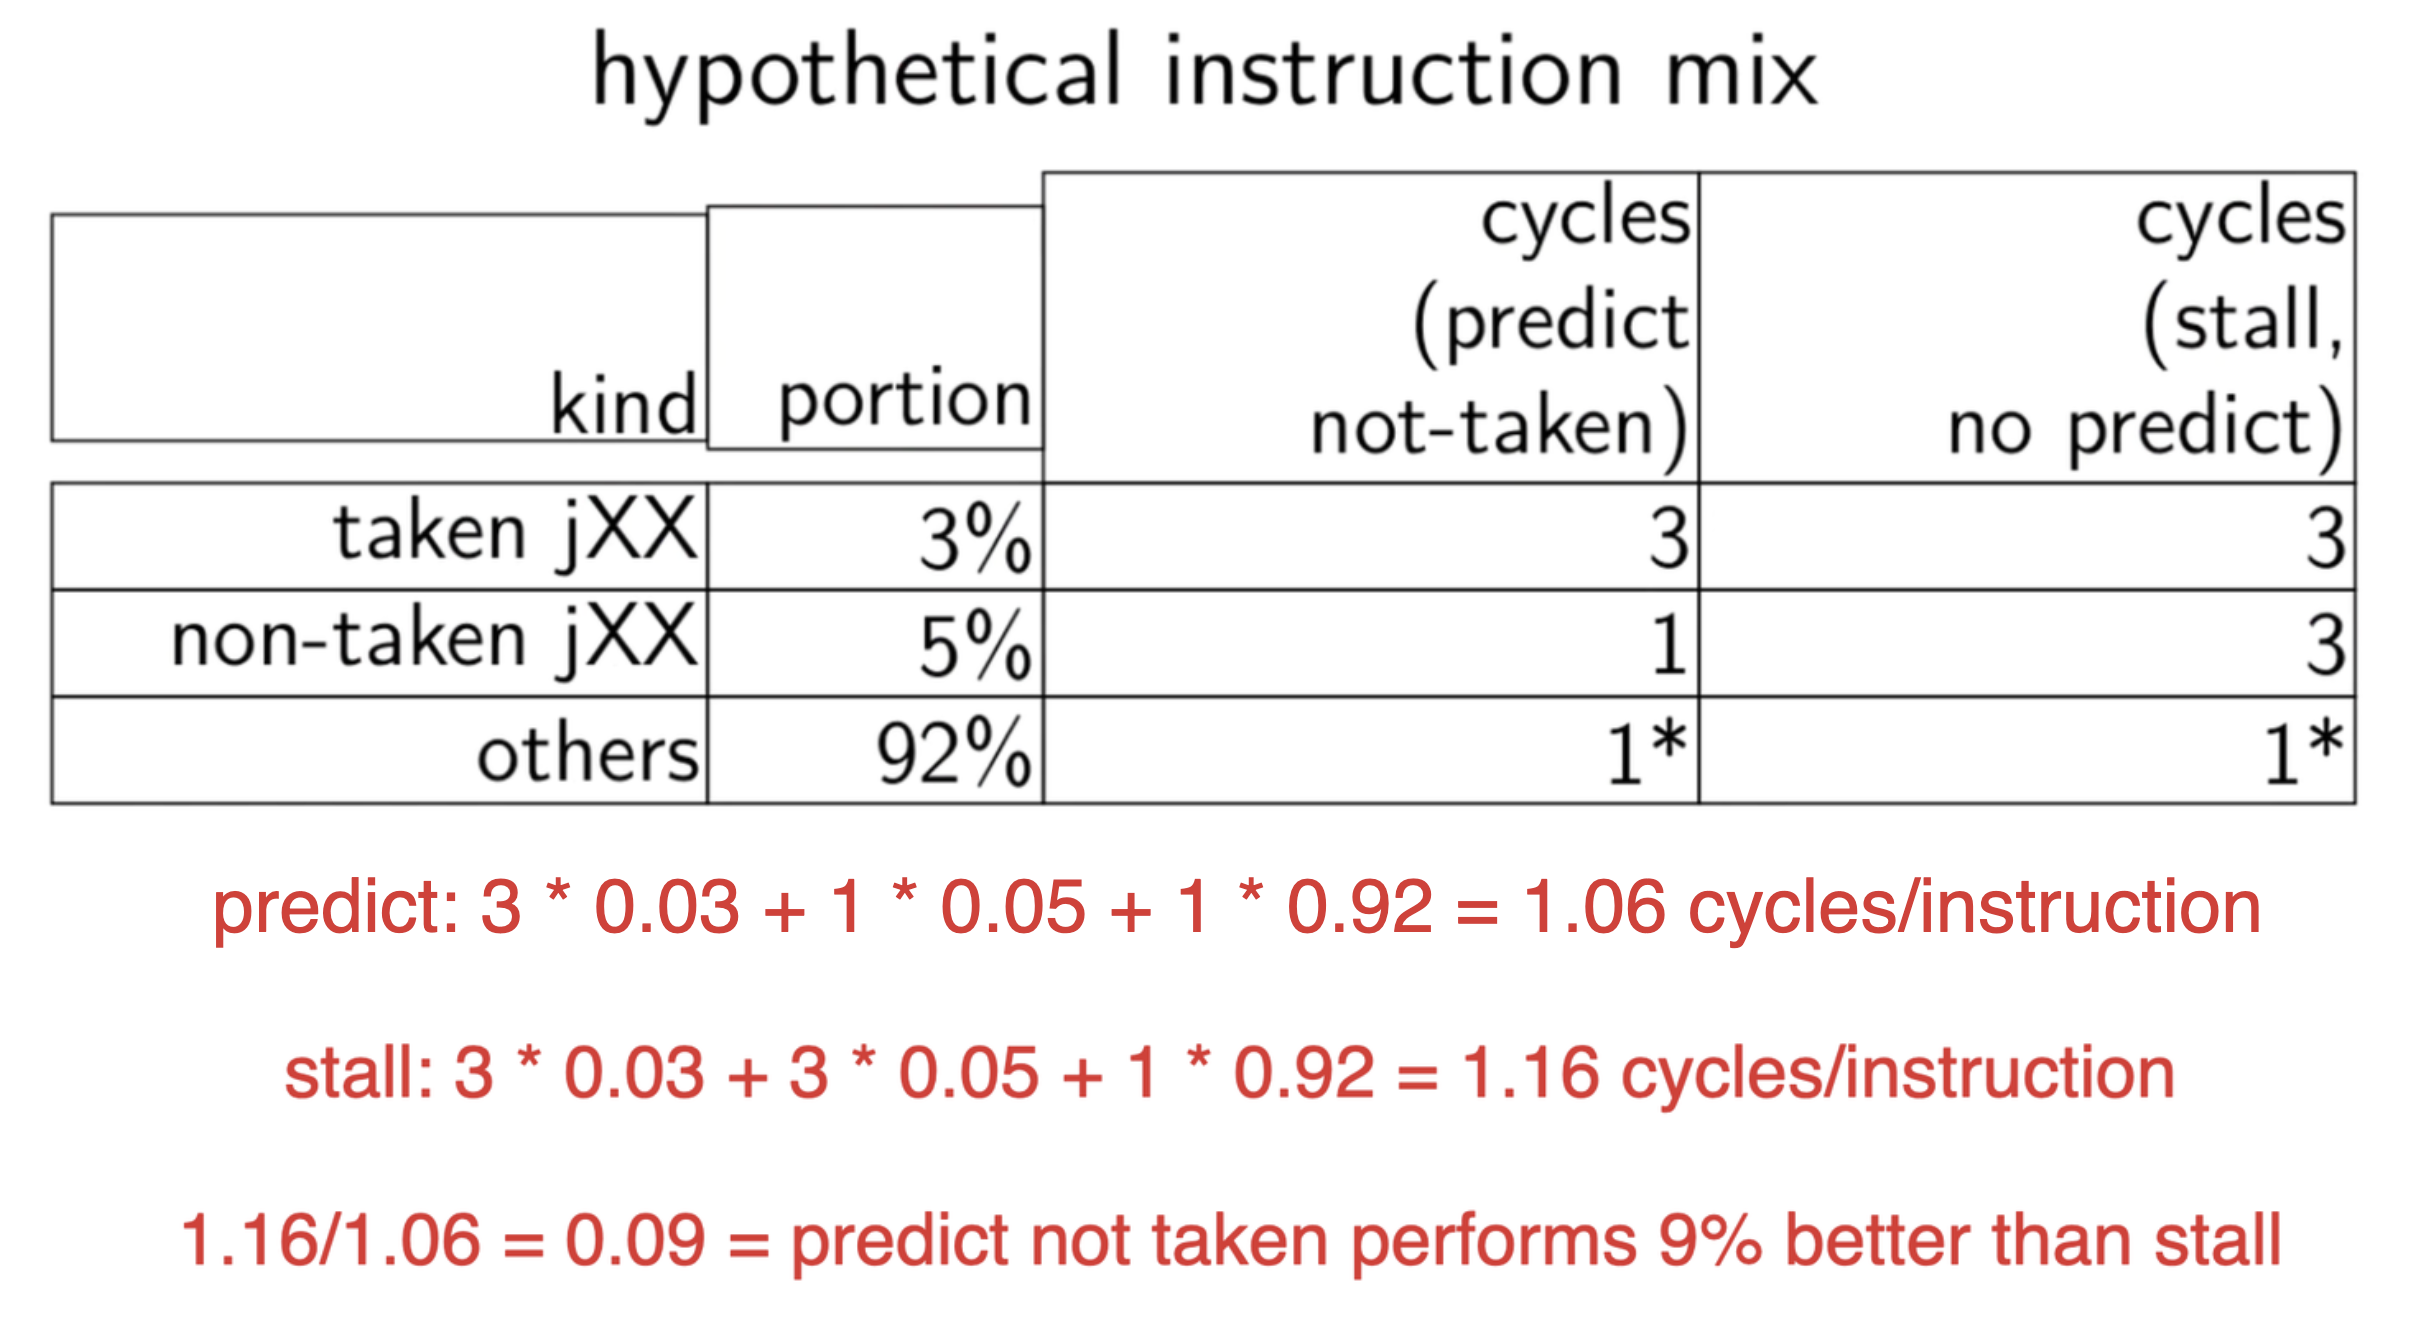 hypothetical instruction mix
kind portion cycles (predict not-taken) cycles (stall, no predict)
taken jXX 3% 3 3
non-taken jXX 5% 1 3
others 92% 1* 1*
predict: 3 * 0.03 + 1 * 0.05 + 1 * 0.92 = 1.06 cycles/instruction
stall: 3 * 0.03 + 3 * 0.05 + 1 * 0.92 = 1.16 cycles/instruction
1.16/1.06 = 0.09 = predict not taken performs 9% better than stall